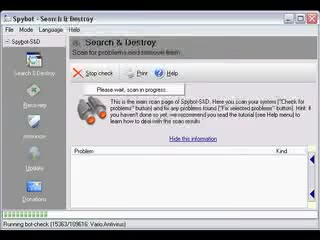 Spybot - Search & Destroy
File Mode Language Help
Spybot-S&D
Search & Destroy
Recovery
Immunize
Update
Donations
Search & Destroy
Scan for problems and remove them.
Stop check Print Help
Please wait, scan in progress.
This is the main scan page of Spybot-S&D. Here you scan your system ("Check for
problems" button) and fix any problems found ("Fix selected problems" button). Hint: if you
haven't done so yet, we recommend you read the tutorial (see Help menu) to
learn how to deal with the scan results.
Hide this information
Problem Kind
Running bot-check (15363/109616: Vario.Antivirus)